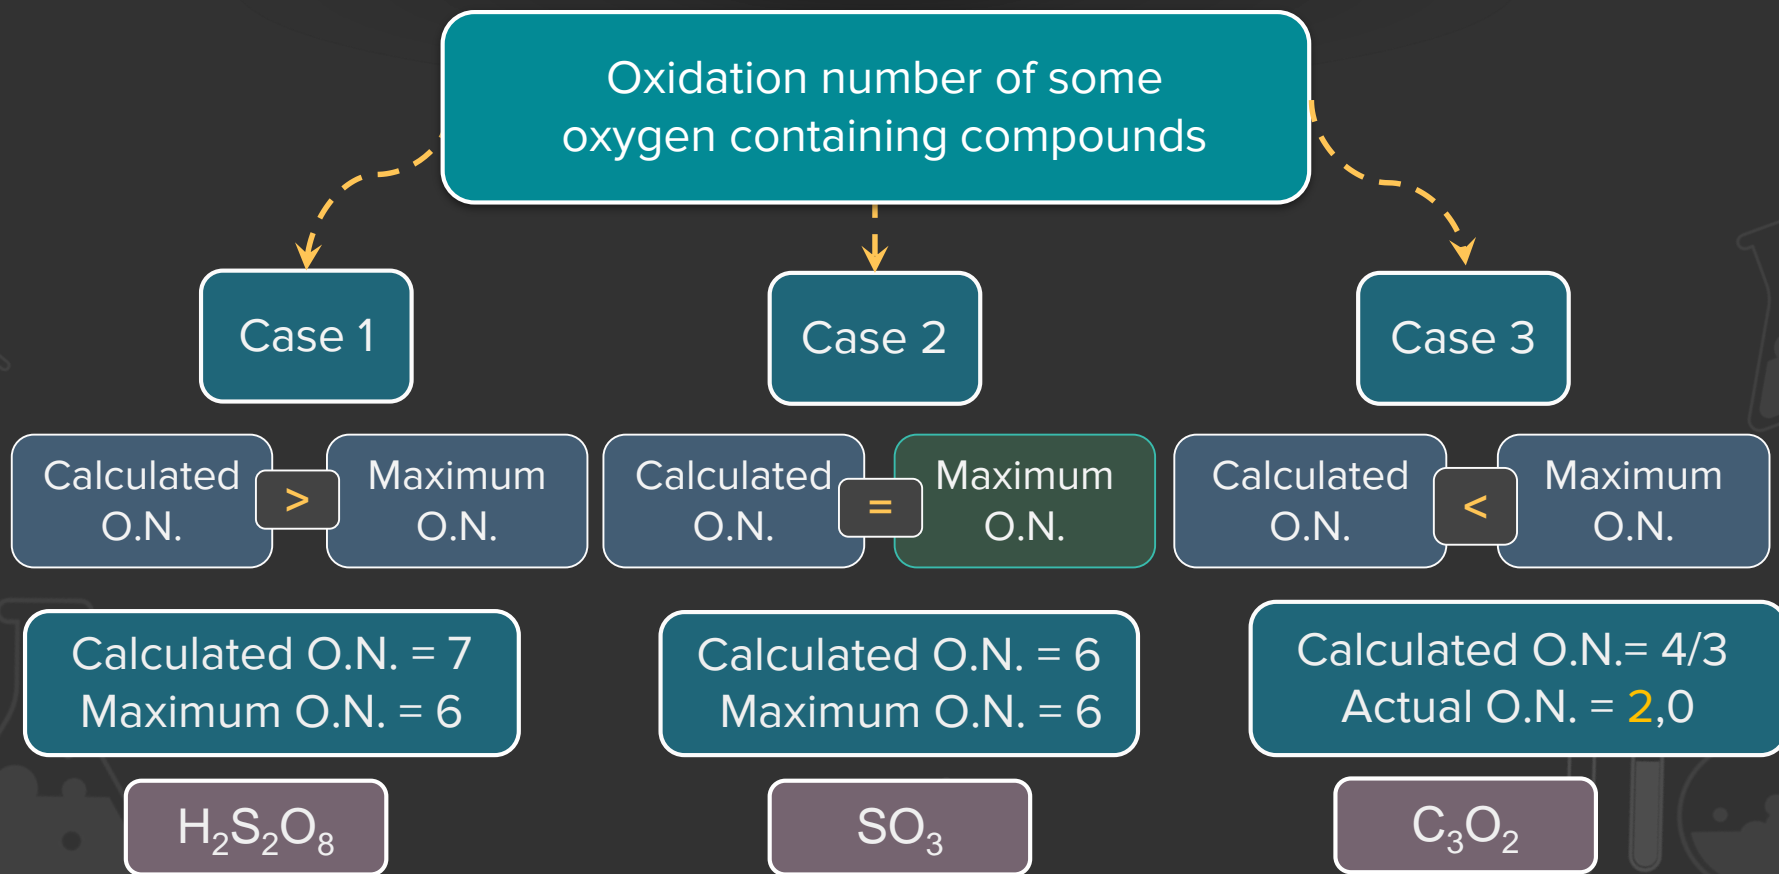 Oxidation number of some
oxygen containing compounds
Case 1
Case 2
Case 3
Calculated
O.N.
>
Maximum
O.N.
Calculated
O.N.
=
Maximum
O.N.
Calculated
O.N.
<
Maximum
O.N.
Calculated O.N. = 7
Maximum O.N. = 6
Calculated O.N. = 6
Maximum O.N. = 6
Calculated O.N.= 4/3
Actual O.N. = 2,0
H₂S₂O₈
SO₃
C₃O₂